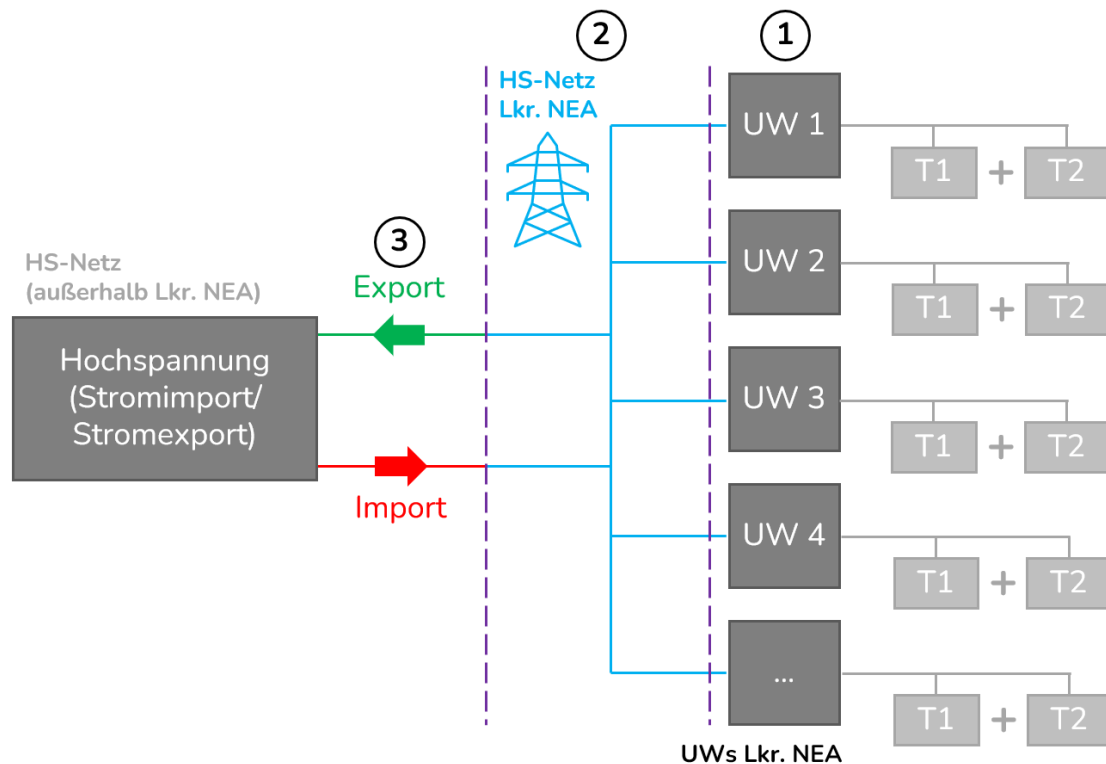 2
1
HS-Netz
Lkr. NEA
UW 1
T1 + T2
UW 2
T1 + T2
3
Export
HS-Netz
(außerhalb Lkr. NEA)
Hochspannung
(Stromimport/
Stromexport)
Import
UW 3
T1 + T2
UW 4
T1 + T2
...
T1 + T2
UWs Lkr. NEA